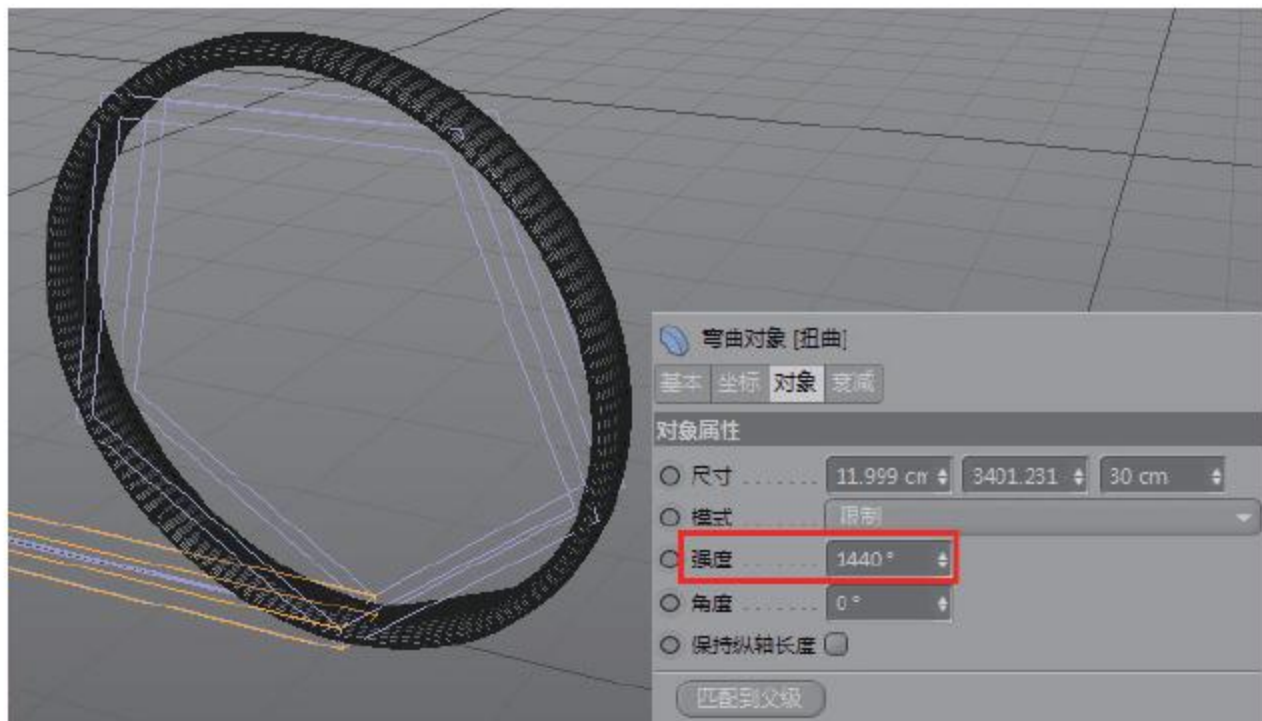 弯曲对象 [扭曲]
基本 坐标 对象 衰减
对象属性
尺寸 ....... 11.999 cm 3401.231 30 cm
模式 ....... 限制
强度 ....... 1440 °
角度 ....... 0 °
保持纵轴长度
匹配到父级